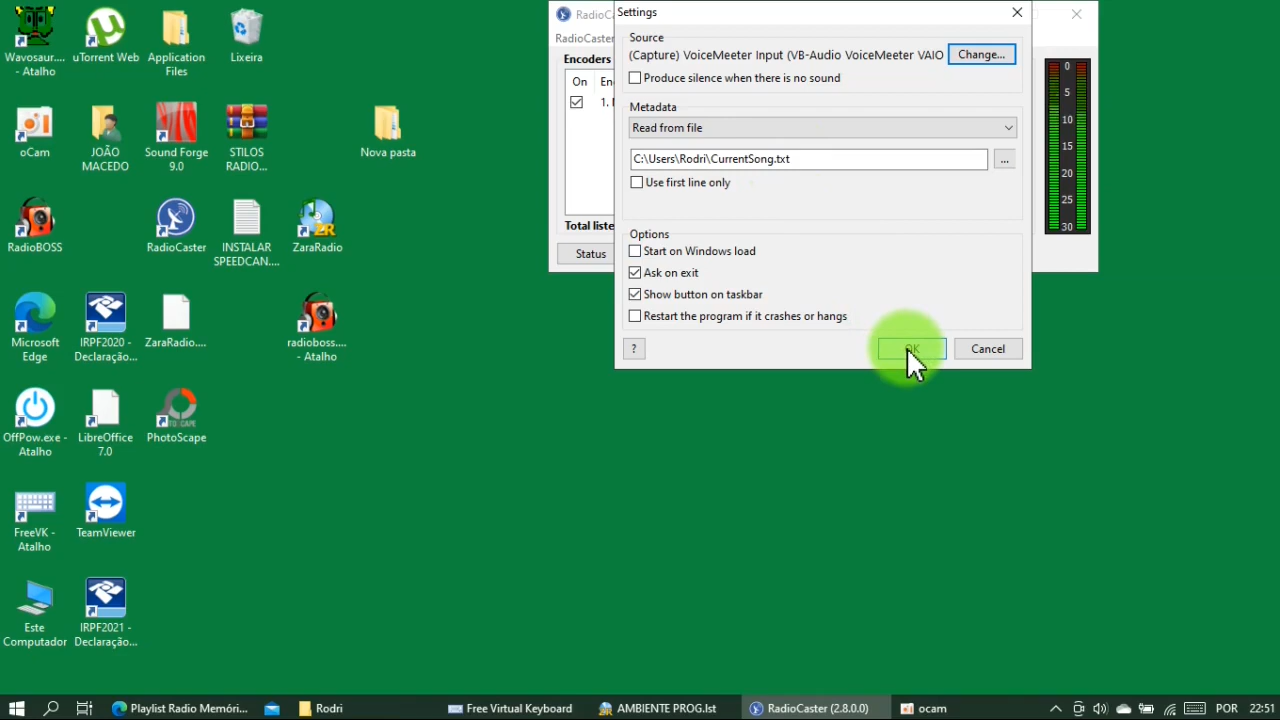 Wavosaur....
- Atalho
uTorrent Web
Application
Files
Lixeira
oCam
JOÃO
MACEDO
Sound Forge
9.0
STILOS
RADIO...
Nova pasta
RadioBOSS
RadioCaster
INSTALAR
SPEEDCAN....
ZaraRadio
Microsoft
Edge
IRPF2020 -
Declaração...
ZaraRadio....
radioboss....
- Atalho
OffPow.exe -
Atalho
LibreOffice
7.0
PhotoScape
FreeVK -
Atalho
TeamViewer
Este
Computador
IRPF2021 -
Declaração...
RadioCa
RadioCaster
Encoders
On
En
1.
Total liste
Status
Settings
Source
(Capture) VoiceMeeter Input (VB-Audio VoiceMeeter VAIO
Change...
Produce silence when there is no sound
Metadata
Read from file
C:\Users\Rodri\CurrentSong.txt
...
Use first line only
Options
Start on Windows load
Ask on exit
Show button on taskbar
Restart the program if it crashes or hangs
?
OK
Cancel
0
5
10
15
20
25
30
Playlist Radio Memóri...
Rodri
Free Virtual Keyboard
AMBIENTE PROG.lst
RadioCaster (2.8.0.0)
ocam
POR
22:51